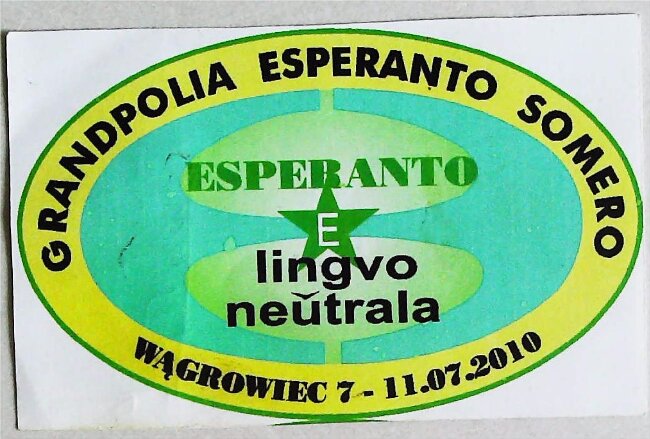 GRANDPOLIA ESPERANTO SOMERO
ESPERANTO
E
lingvo
neŭtrala
WĄGROWIEC 7 - 11.07.2010